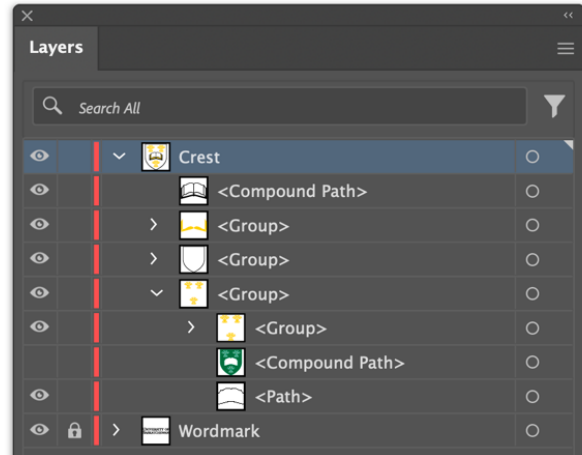 Layers
Search All
Crest
<Compound Path>
<Group>
<Group>
<Group>
<Group>
<Compound Path>
<Path>
Wordmark